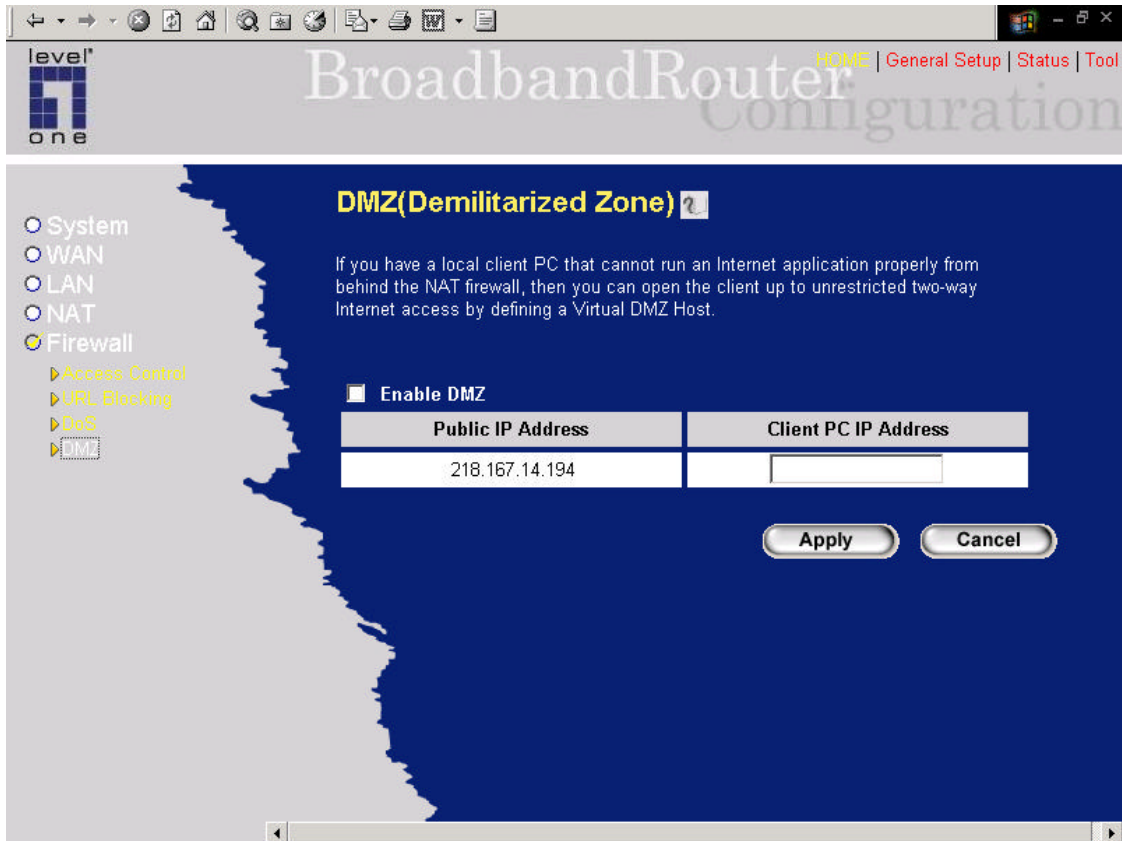 level
one
BroadbandRouter
Configuration
HOME | General Setup | Status | Tool
System
WAN
LAN
NAT
Firewall
Access Control
URL Blocking
DoS
DMZ
DMZ(Demilitarized Zone)
If you have a local client PC that cannot run an Internet application properly from
behind the NAT firewall, then you can open the client up to unrestricted two-way
Internet access by defining a Virtual DMZ Host.
Enable DMZ
Public IP Address Client PC IP Address
218.167.14.194
Apply Cancel